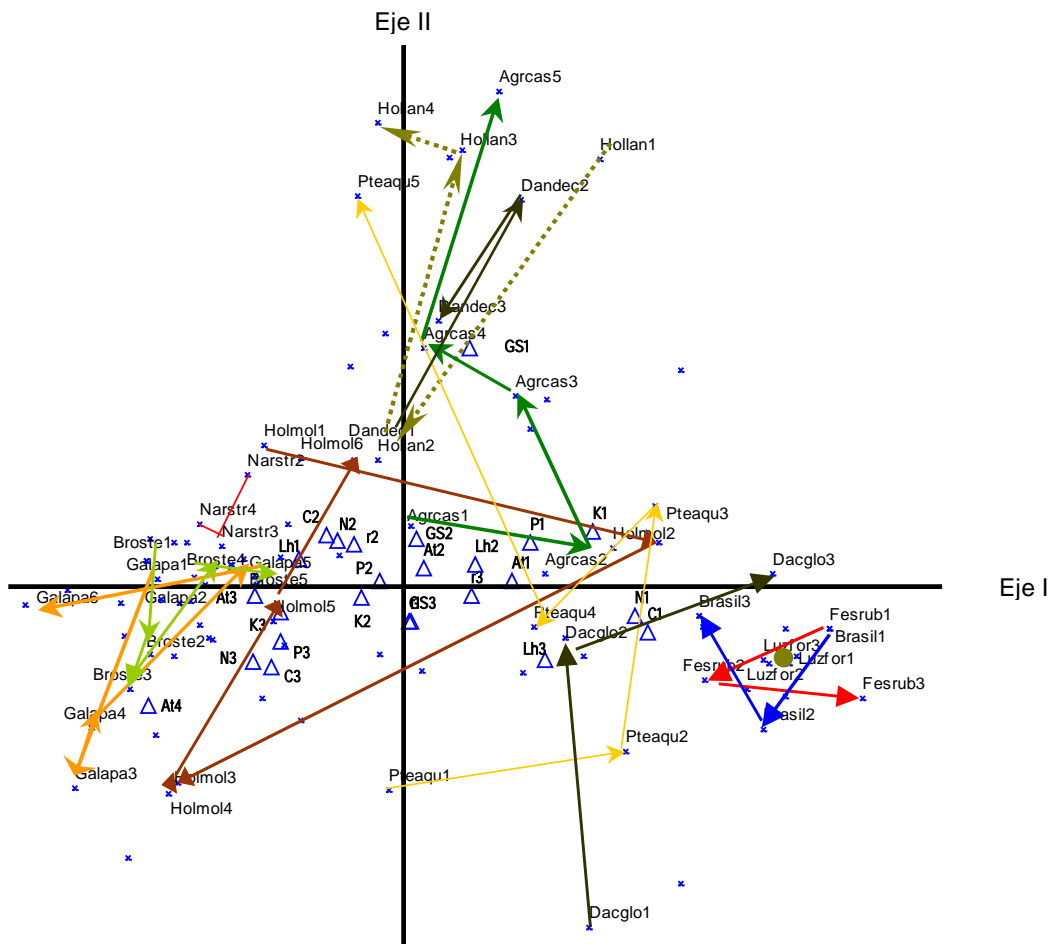 Eje II
Agrcas5
Hollan4
Hollan3
Hollan1
Pteaqu5
Dandec2
Dandec3
Agrcas4
GS1
Agrcas3
Holmol1
Dandec1
Holmol6
Hollan2
Narstr2
Narstr4
Agrcas1
K1
Pteaqu3
C2
N2
P1
Narstr3
r2
GS2
Holmol2
Broste1
Lh1
At2
Lh2
Agrcas2
Galapa1
Broste4
Galapa5
P2
r3
At1
Dacglo3
Broste5
Eje I
Galapa6
Galapa2
At3
Holmol5
GS3
N1
Brasil3
K3
K2
Pteaqu4
C1
Fesrub1
Broste2
Dacglo2
Brasil1
P3
Lh3
Luzfor3
N3
Luzfor1
Broste3
C3
Fesrub2
Luzfor2
Fesrub3
Galapa4
At4
Brasil2
Pteaqu2
Galapa3
Holmol3
Pteaqu1
Holmol4
Dacglo1